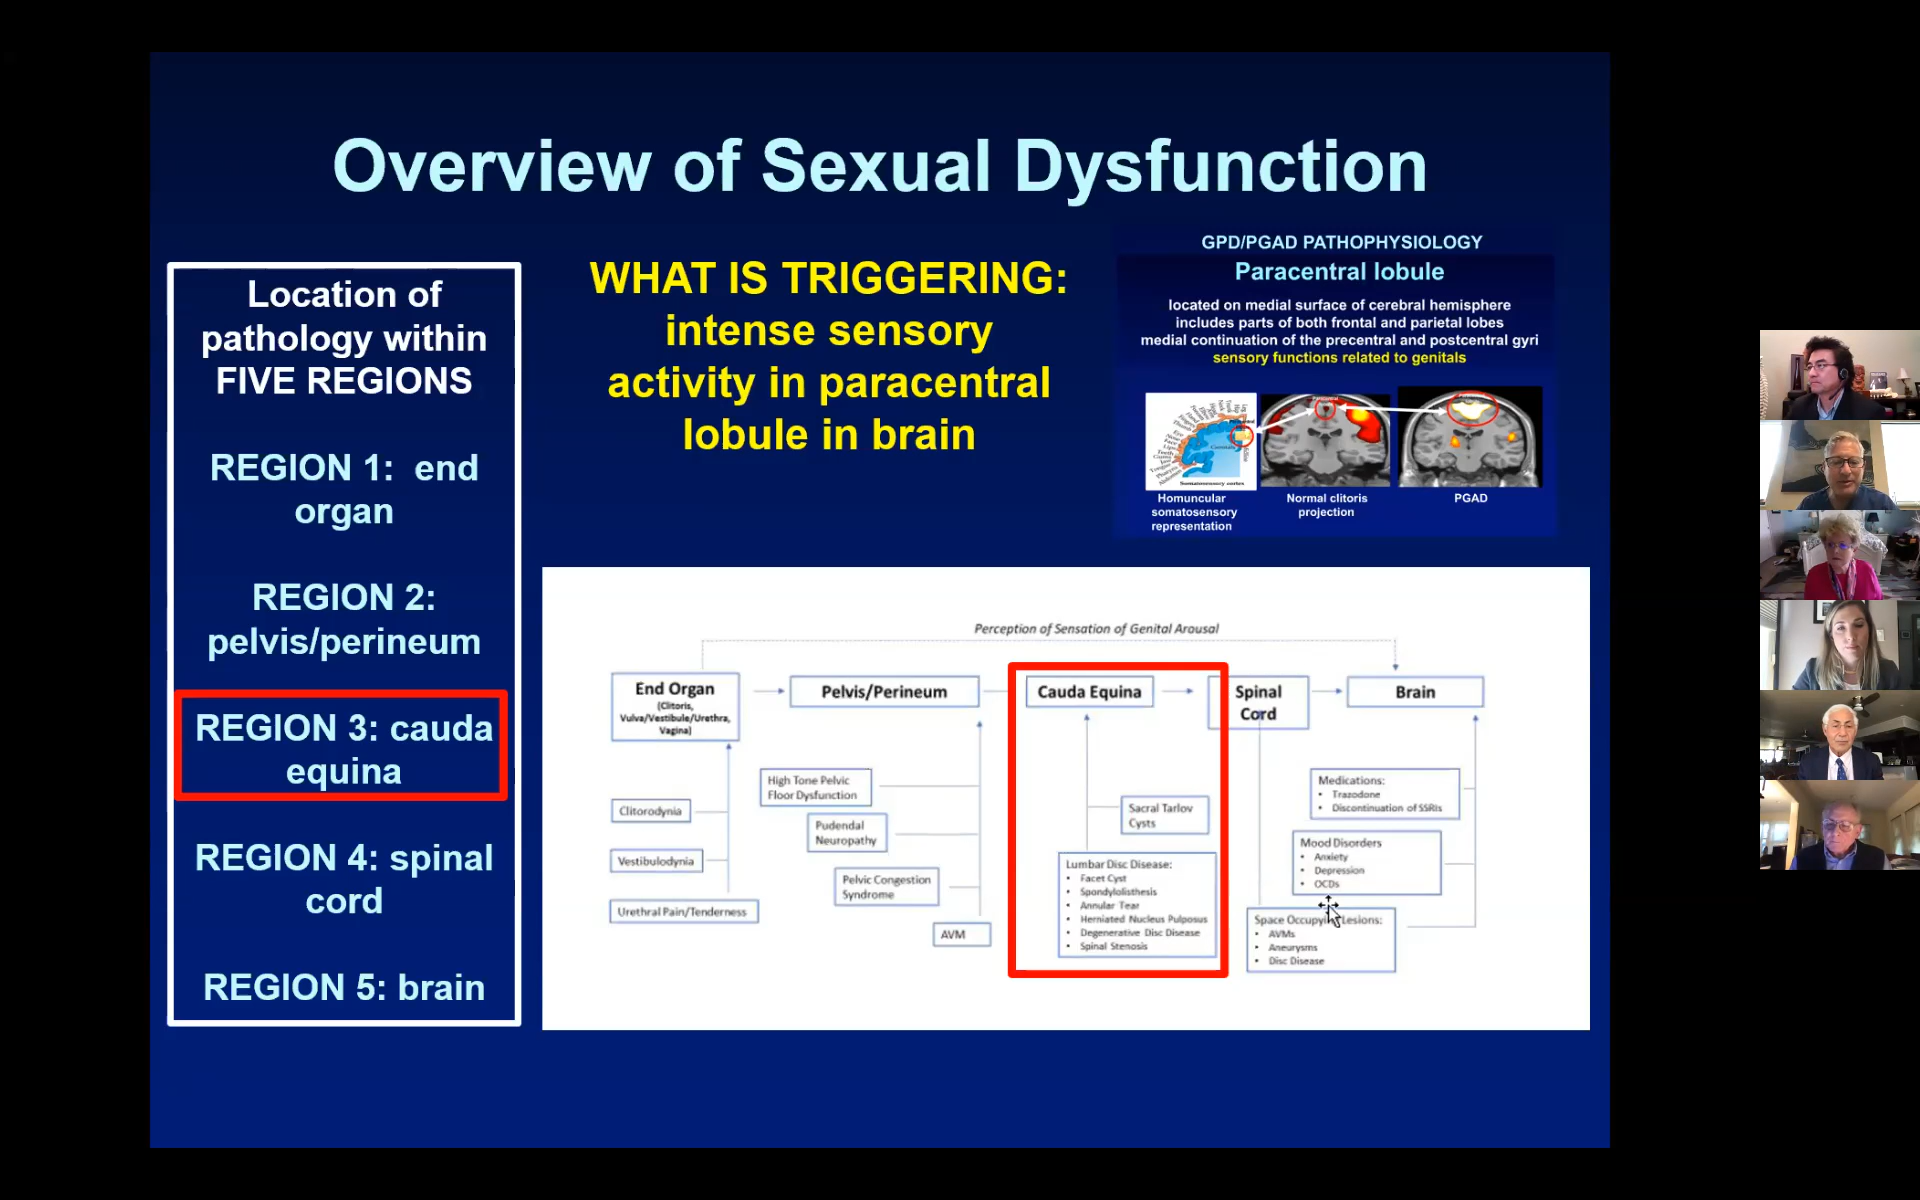 Overview of Sexual Dysfunction
Location of
pathology within
FIVE REGIONS
REGION 1: end
organ
REGION 2:
pelvis/perineum
REGION 3: cauda
equina
REGION 4: spinal
cord
REGION 5: brain
WHAT IS TRIGGERING:
intense sensory
activity in paracentral
lobule in brain
GPD/PGAD PATHOPHYSIOLOGY
Paracentral lobule
located on medial surface of cerebral hemisphere
includes parts of both frontal and parietal lobes
medial continuation of the precentral and postcentral gyri
sensory functions related to genitals
Somatosensory cortex
Homuncular
somatosensory
representation
Normal clitoris
projection
PGAD
Perception of Sensation of Genital Arousal
End Organ
(Clitoris,
Vulva/Vestibule/Urethra,
Vagina)
Pelvis/Perineum
Cauda Equina
Spinal
Cord
Brain
Clitorodynia
Vestibulodynia
Urethral Pain/Tenderness
High Tone Pelvic
Floor Dysfunction
Pudendal
Neuropathy
Pelvic Congestion
Syndrome
AVM
Sacral Tarlov
Cysts
Lumbar Disc Disease:
• Facet Cyst
• Spondylolisthesis
• Annular Tear
• Herniated Nucleus Pulposus
• Degenerative Disc Disease
• Spinal Stenosis
Medications:
• Trazodone
• Discontinuation of SSRIs
Mood Disorders
• Anxiety
• Depression
• OCDs
Space Occupying Lesions:
• AVMs
• Aneurysms
• Disc Disease